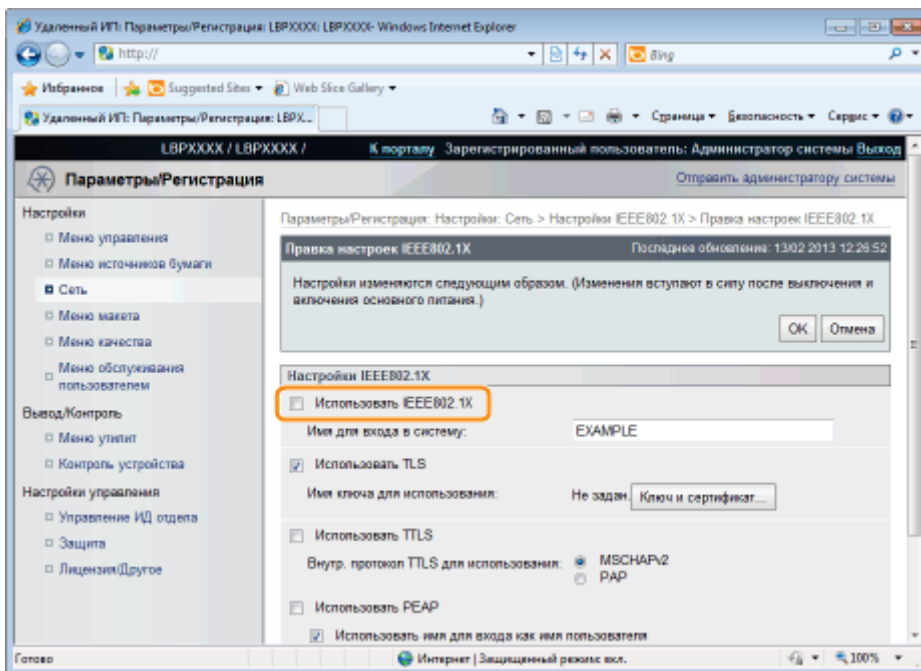 Удаленный ИП: Параметры/Регистрация: LBPXXXX: LBPXXXX- Windows Internet Explorer
http://
Bing
Избранное Suggested Sites Web Slice Gallery
Удаленный ИП: Параметры/Регистрация: LBPX... Страница Безопасность Сервис
LBPXXXX / LBPXXXX / К порталу Зарегистрированный пользователь: Администратор системы Выход
Параметры/Регистрация Отправить администратору системы
Настройки
Меню управления
Меню источников бумаги
Сеть
Меню макета
Меню качества
Меню обслуживания
пользователем
Вывод/Контроль
Меню утилит
Контроль устройства
Настройки управления
Управление ИД отдела
Защита
Лицензия/Другое
Параметры/Регистрация: Настройки: Сеть > Настройки IEEE802.1X > Правка настроек IEEE802.1X
Правка настроек IEEE802.1X Последнее обновление: 13/02 2013 12:26:52
Настройки изменяются следующим образом. (Изменения вступают в силу после выключения и
включения основного питания.)
OK Отмена
Настройки IEEE802.1X
Использовать IEEE802.1X
Имя для входа в систему: EXAMPLE
Использовать TLS
Имя ключа для использования: Не задан. Ключ и сертификат...
Использовать TTLS
Внутр. протокол TTLS для использования: MSCHAPv2
PAP
Использовать PEAP
Использовать имя для входа как имя пользователя
Готово Интернет | Защищенный режим: вкл. 100%